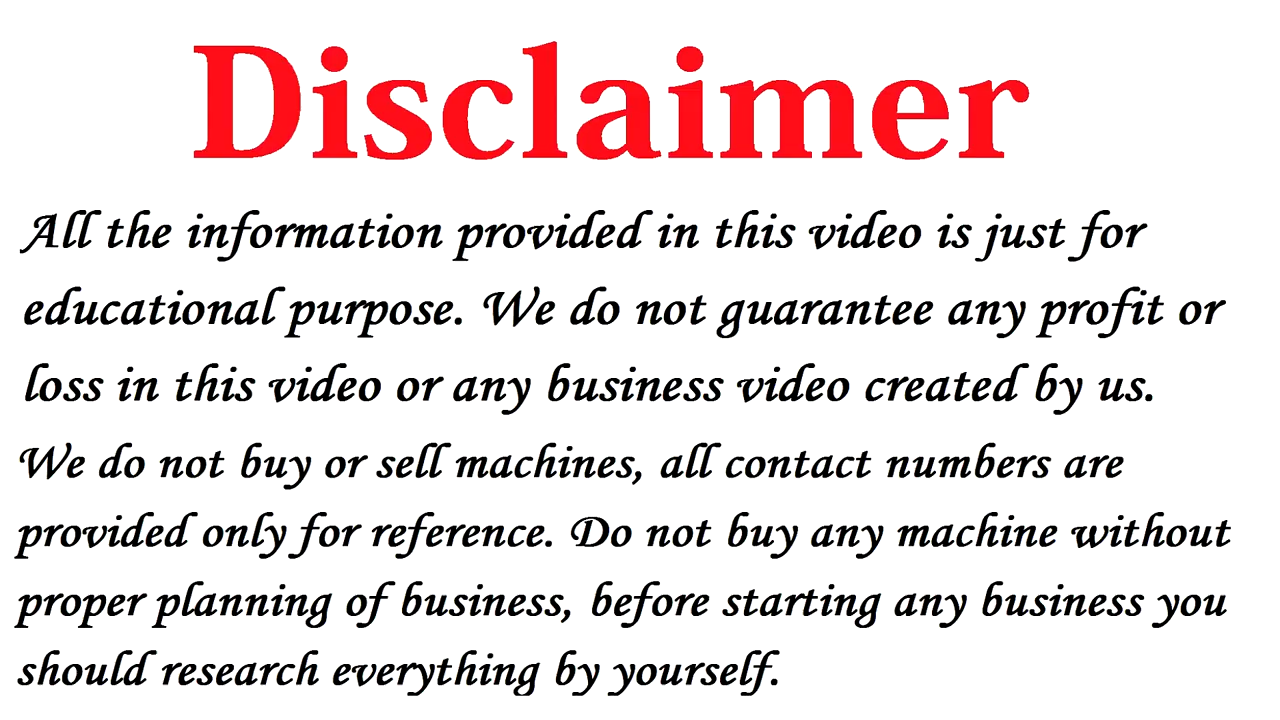 Disclaimer
All the information provided in this video is just for
educational purpose. We do not guarantee any profit or
loss in this video or any business video created by us.
We do not buy or sell machines, all contact numbers are
provided only for reference. Do not buy any machine without
proper planning of business, before starting any business you
should research everything by yourself.